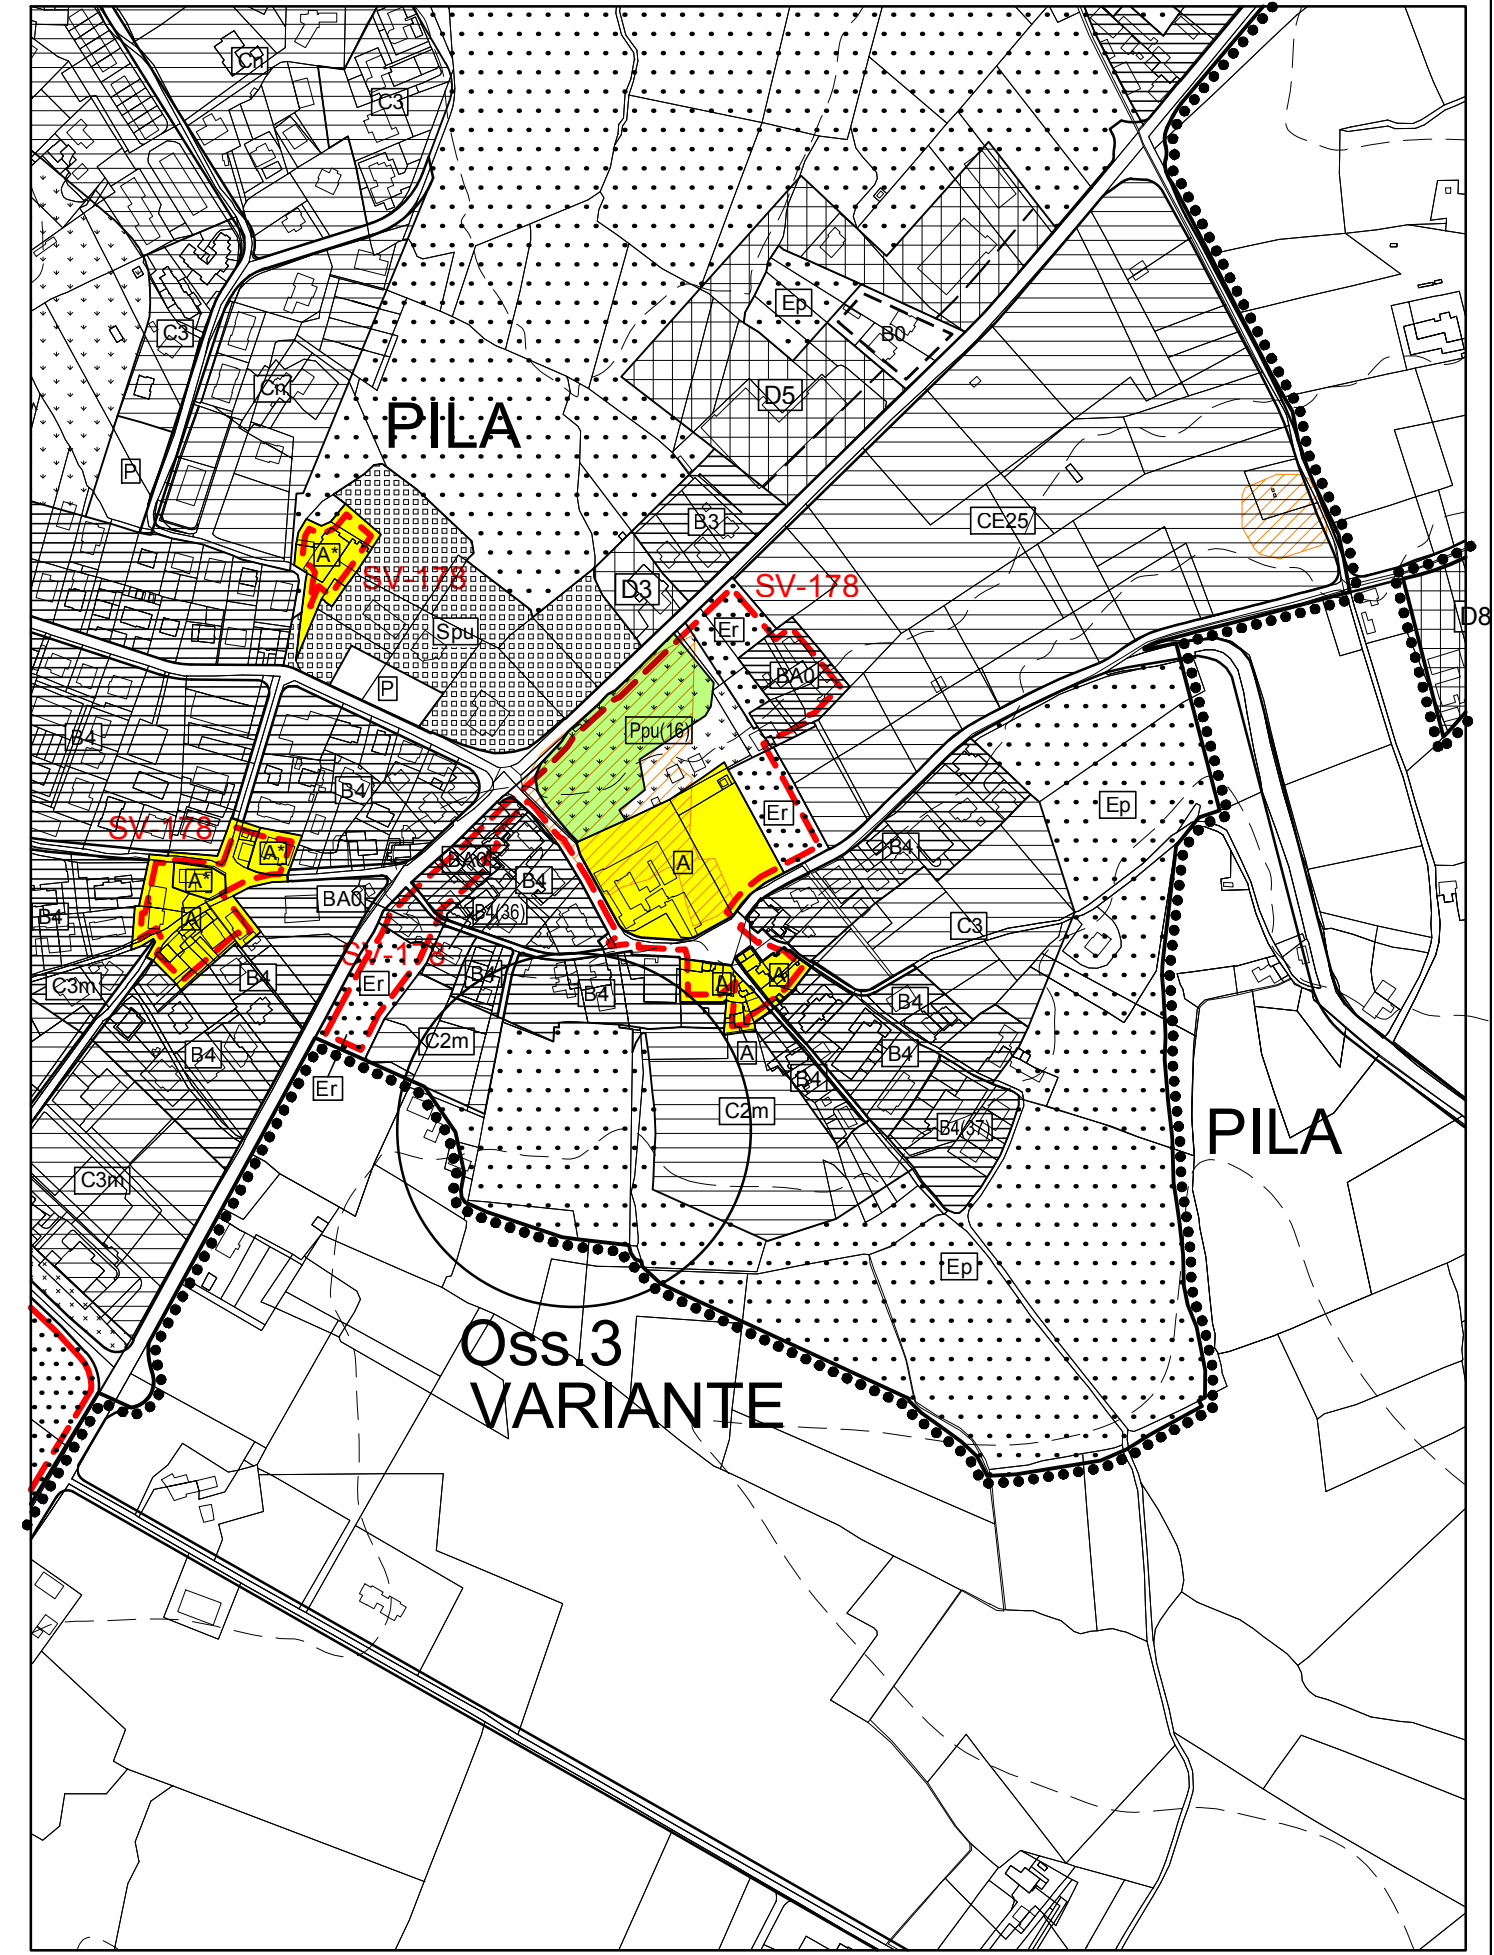 Cn
C3
Ep
B0
C3
Cn
D5
PILA
P
B3
CE25
A*
SV-178
D3
SV-178
D8
Er
Spu
BA0
P
Ppu(16)
B4
B4
Ep
Er
SV-178
A*
BA0
A
B4
A*
B4
BA0
B4(36)
B4
A
C3
SV-178
B4
Er
B4
C3m
B4
A
A
B4
C2m
B4
A
B4
B4
Er
C2m
B4(37)
PILA
C3m
Ep
Oss.3
VARIANTE